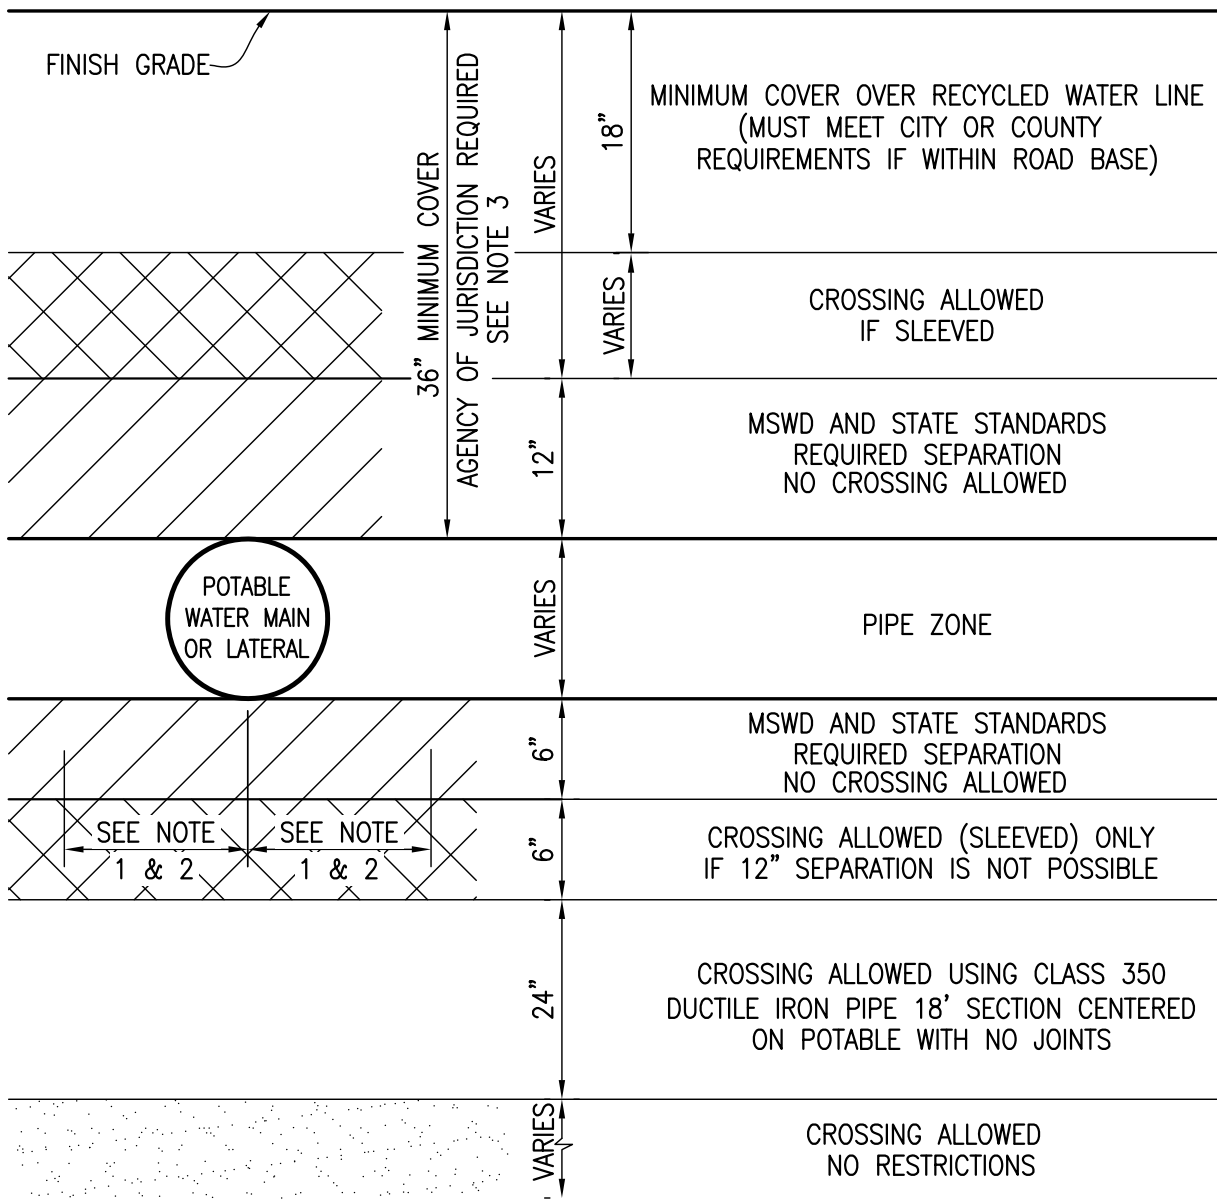 FINISH GRADE
36" MINIMUM COVER
AGENCY OF JURISDICTION REQUIRED
SEE NOTE 3
VARIES
18"
MINIMUM COVER OVER RECYCLED WATER LINE
(MUST MEET CITY OR COUNTY
REQUIREMENTS IF WITHIN ROAD BASE)
VARIES
CROSSING ALLOWED
IF SLEEVED
12"
MSWD AND STATE STANDARDS
REQUIRED SEPARATION
NO CROSSING ALLOWED
POTABLE
WATER MAIN
OR LATERAL
VARIES
PIPE ZONE
6"
MSWD AND STATE STANDARDS
REQUIRED SEPARATION
NO CROSSING ALLOWED
SEE NOTE
1 & 2
SEE NOTE
1 & 2
6"
CROSSING ALLOWED (SLEEVED) ONLY
IF 12" SEPARATION IS NOT POSSIBLE
24"
CROSSING ALLOWED USING CLASS 350
DUCTILE IRON PIPE 18' SECTION CENTERED
ON POTABLE WITH NO JOINTS
VARIES
CROSSING ALLOWED
NO RESTRICTIONS